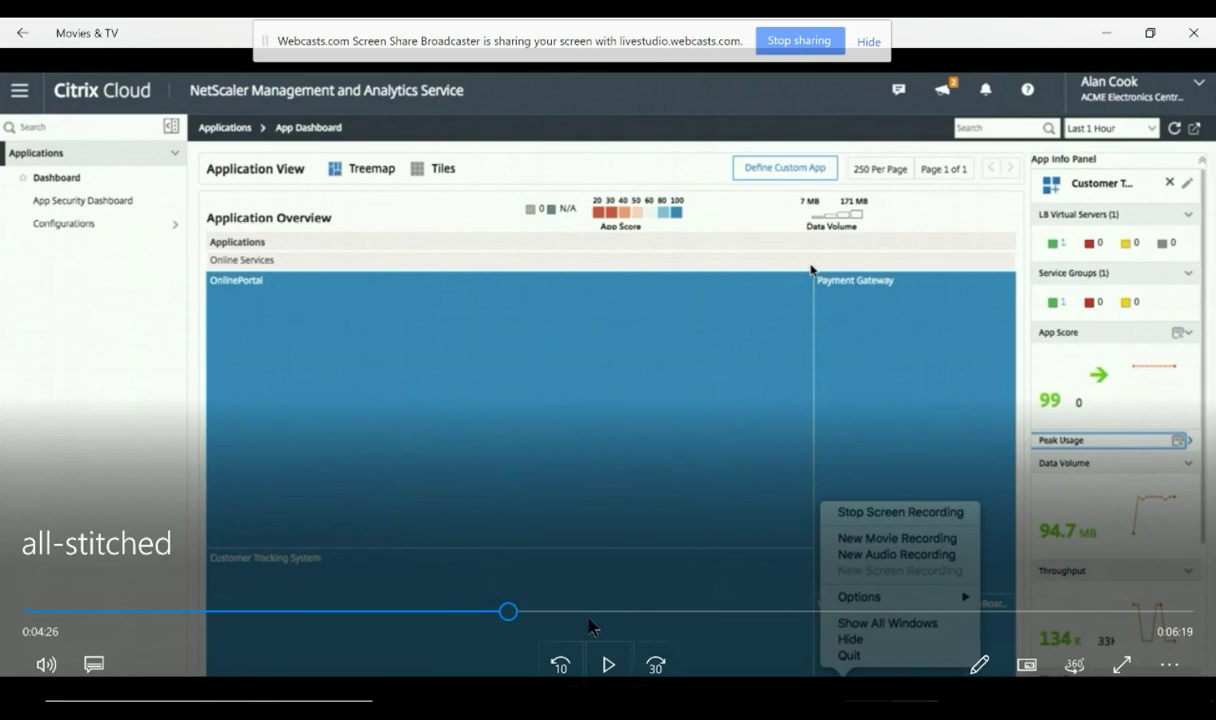 Movies & TV
Webcasts.com Screen Share Broadcaster is sharing your screen with livestudio.webcasts.com.
Stop sharing
Hide
Citrix Cloud
NetScaler Management and Analytics Service
2
Alan Cook
ACME Electronics Centr...
Search
Applications > App Dashboard
Search
Last 1 Hour
Applications
Dashboard
App Security Dashboard
Configurations
Application View
Treemap
Tiles
Define Custom App
250 Per Page
Page 1 of 1
Application Overview
0
N/A
20 30 40 50 60 80 100
App Score
7 MB 171 MB
Data Volume
Applications
Online Services
OnlinePortal
Payment Gateway
Customer Tracking System
Boar...
App Info Panel
Customer T...
LB Virtual Servers (1)
1 0 0 0
Service Groups (1)
1 0 0
App Score
99 0
Peak Usage
Data Volume
94.7 MB
Throughput
134 K 33k
Stop Screen Recording
New Movie Recording
New Audio Recording
New Screen Recording
Options
Show All Windows
Hide
Quit
all-stitched
0:04:26
0:06:19
10
30
360